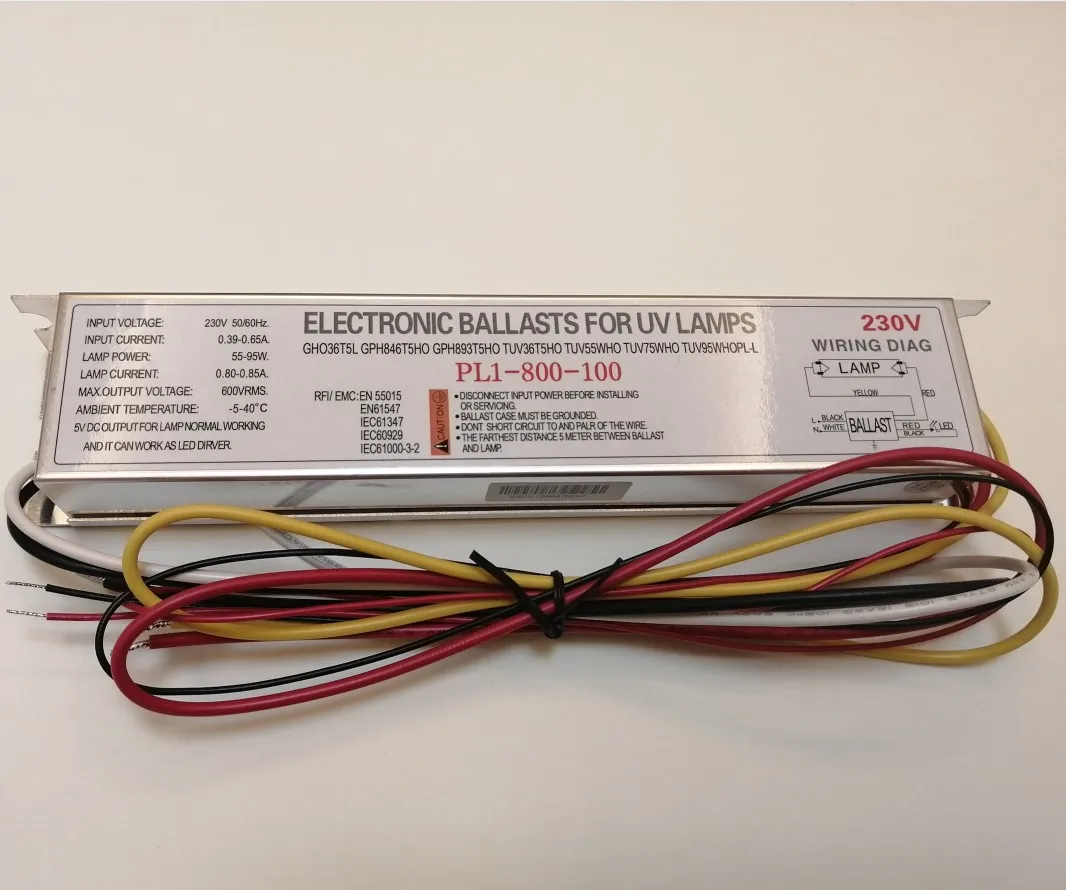 INPUT VOLTAGE: 230V 50/60Hz.
INPUT CURRENT: 0.39-0.65A.
LAMP POWER: 55-95W.
LAMP CURRENT: 0.80-0.85A.
MAX.OUTPUT VOLTAGE: 600VRMS.
AMBIENT TEMPERATURE: -5-40°C
5V DC OUTPUT FOR LAMP NORMAL WORKING
AND IT CAN WORK AS LED DIRVER.
ELECTRONIC BALLASTS FOR UV LAMPS
GHO36T5L GPH846T5HO GPH893T5HO TUV36T5HO TUV55WHO TUV75WHO TUV95WHOPL-L
PL1-800-100
RFI/ EMC:EN 55015
EN61547
IEC61347
IEC60929
IEC61000-3-2
CAUTION
• DISCONNECT INPUT POWER BEFORE INSTALLING
OR SERVICING.
• BALLAST CASE MUST BE GROUNDED.
• DONT SHORT CIRCUIT TO AND PALR OF THE WIRE.
• THE FARTHEST DISTANCE 5 METER BETWEEN BALLAST
AND LAMP.
230V
WIRING DIAG
LAMP
YELLOW RED
L BLACK
N WHITE
BALLAST
RED
BLACK
LED